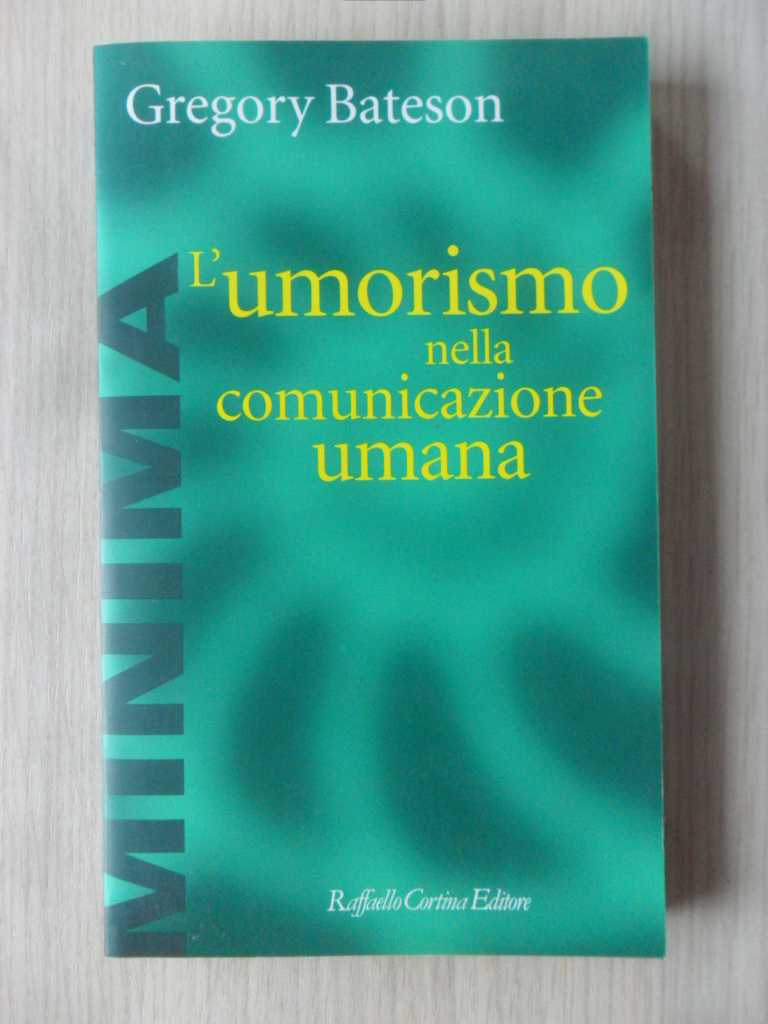 Gregory Bateson
L'umorismo
nella
comunicazione
umana
MINIMA
Raffaello Cortina Editore